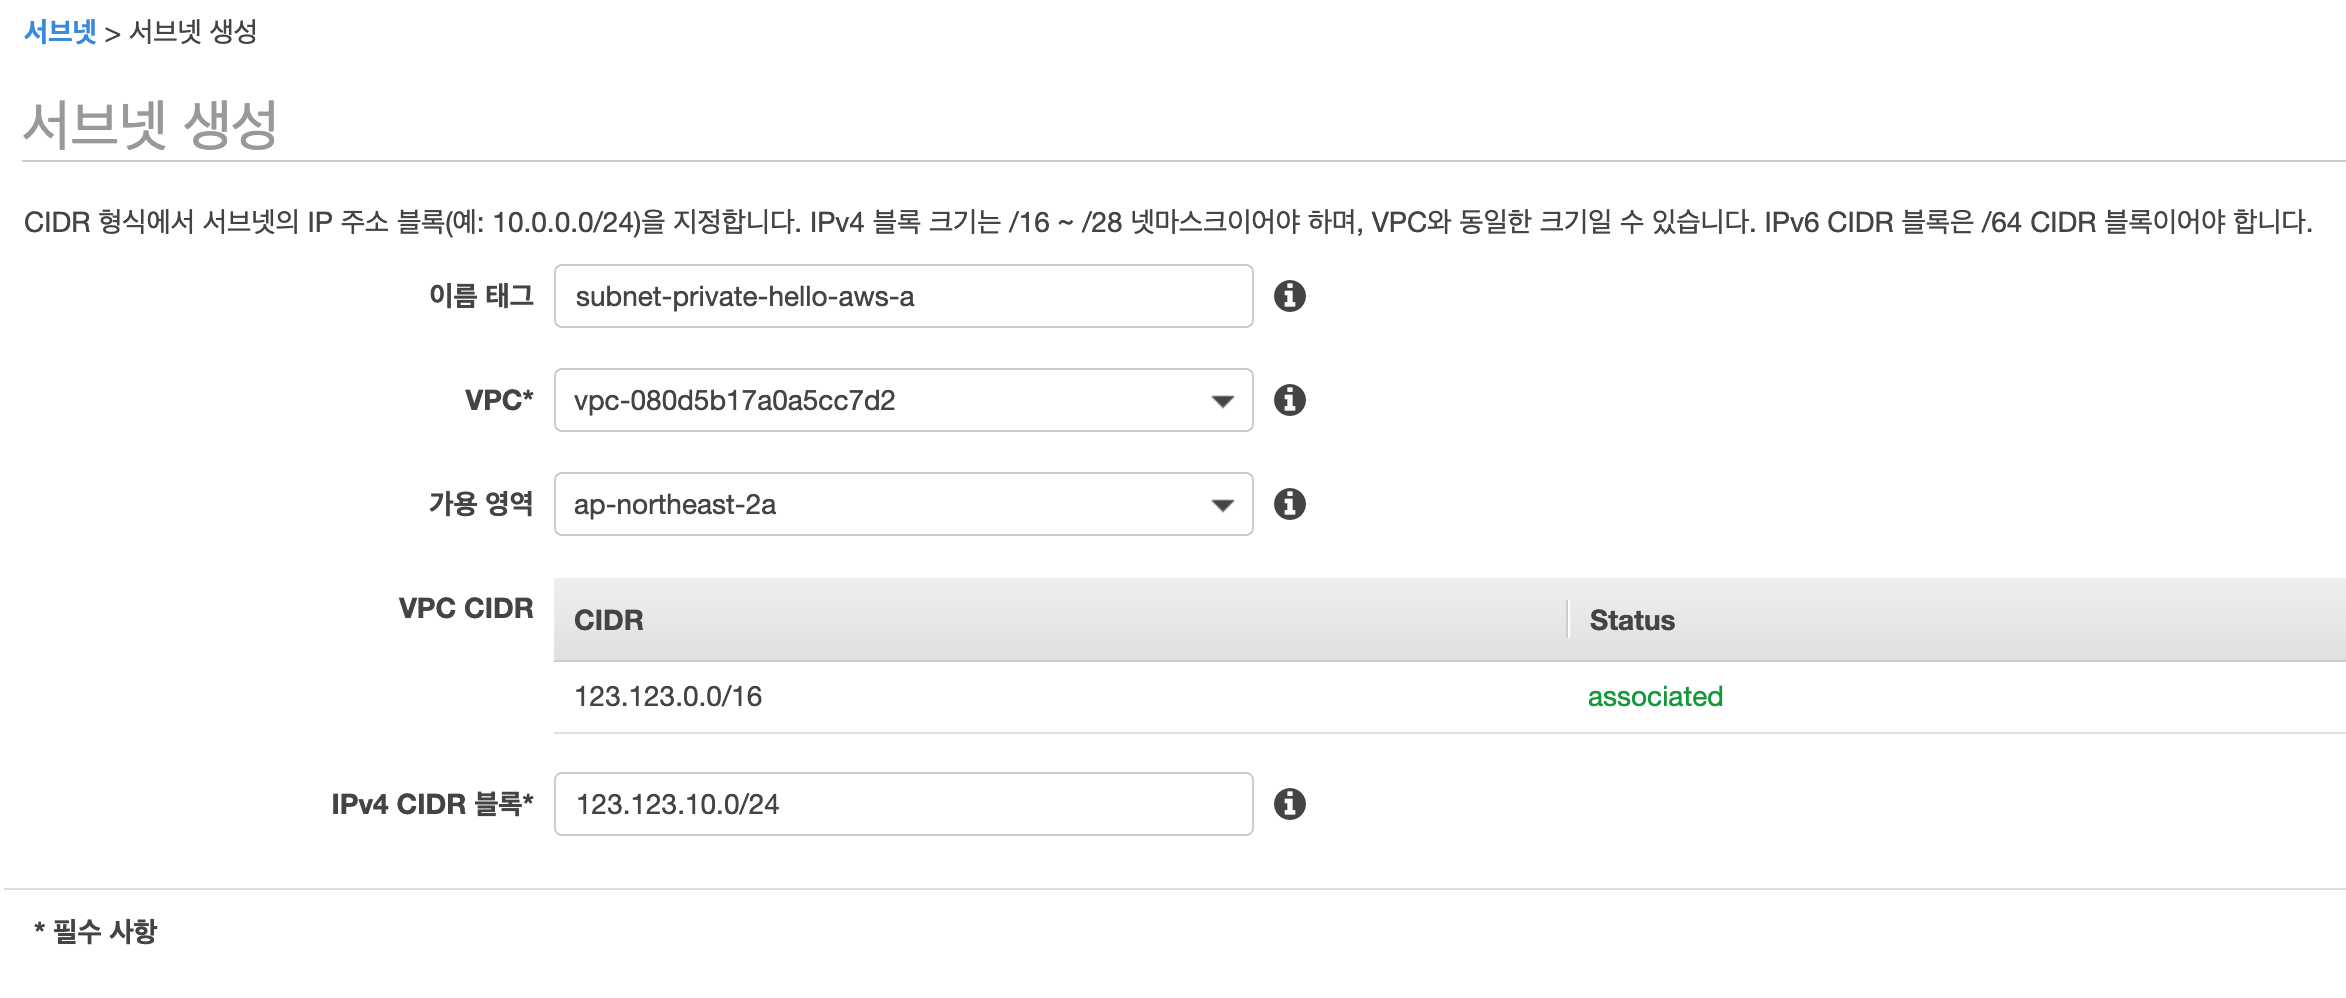 서브넷 > 서브넷 생성
서브넷 생성
CIDR 형식에서 서브넷의 IP 주소 블록(예: 10.0.0.0/24)을 지정합니다. IPv4 블록 크기는 /16 ~ /28 넷마스크이어야 하며, VPC와 동일한 크기일 수 있습니다. IPv6 CIDR 블록은 /64 CIDR 블록이어야 합니다.
이름 태그 subnet-private-hello-aws-a
VPC* vpc-080d5b17a0a5cc7d2
가용 영역 ap-northeast-2a
VPC CIDR CIDR Status
123.123.0.0/16 associated
IPv4 CIDR 블록* 123.123.10.0/24
* 필수 사항